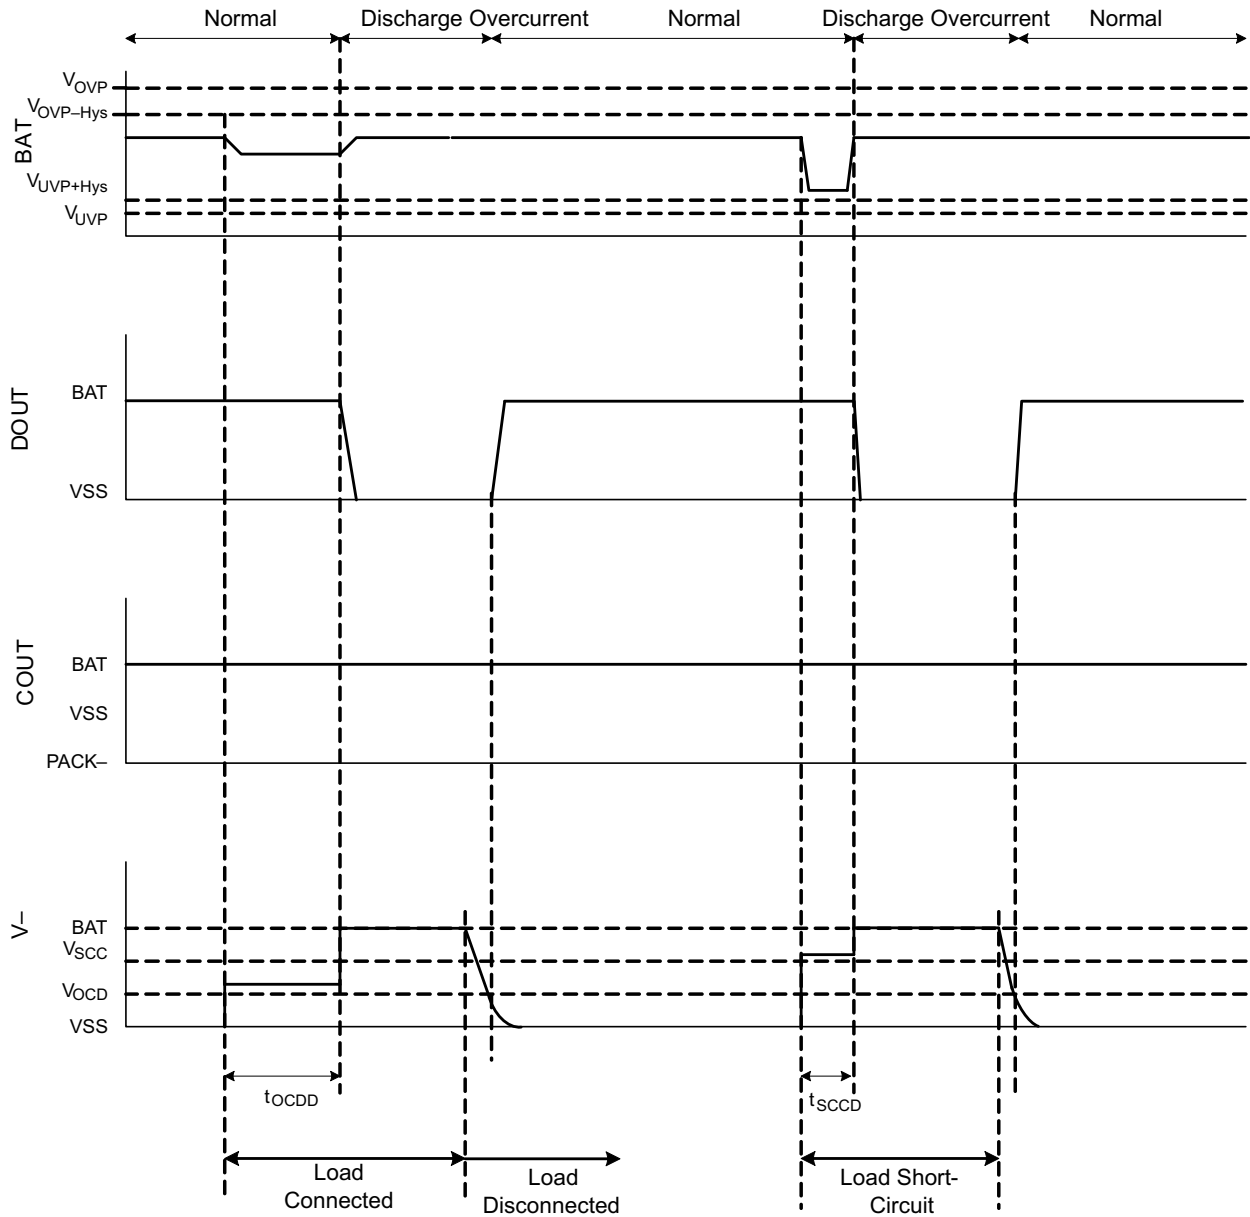 Normal
Discharge Overcurrent
Normal
Discharge Overcurrent
Normal
BAT
VOVP
VOVP–Hys
VUVP+Hys
VUVP
DOUT
BAT
VSS
COUT
BAT
VSS
PACK–
V–
BAT
VSCC
VOCD
VSS
tOCDD
tSCCD
Load
Connected
Load
Disconnected
Load Short-
Circuit